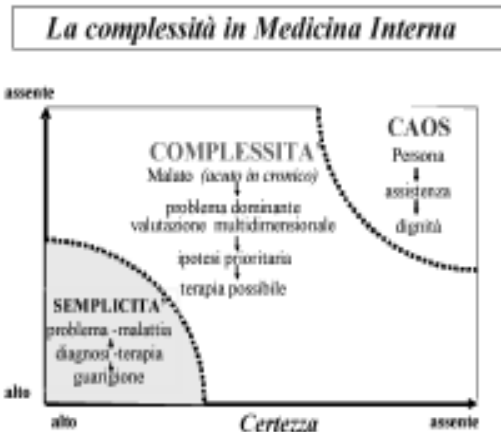 La complessità in Medicina Interna
assente
COMPLESSITA'
Malato (acuto in cronico)
problema dominante
valutazione multidimensionale
ipotesi prioritaria
terapia possibile
CAOS
Persona
assistenza
dignità
SEMPLICITA'
problema -malattia
diagnosi -terapia
guarigione
alto
alto
Certezza
assente